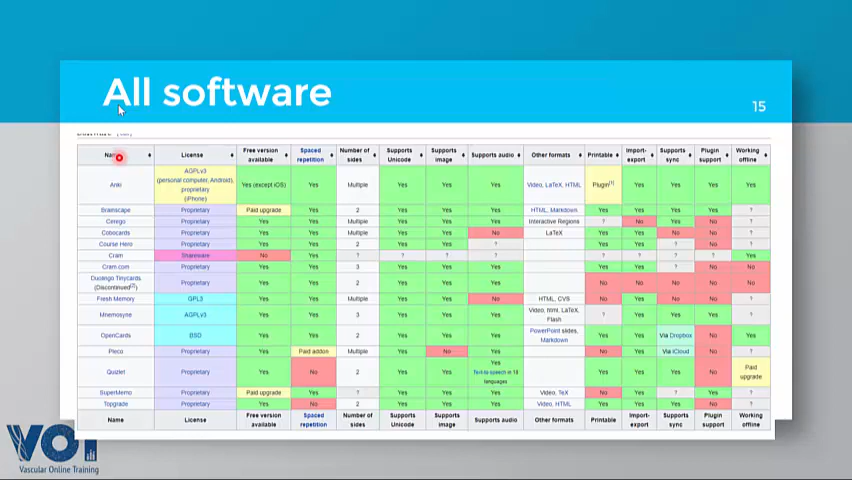 All software
15
License
Free version available
Spaced repetition
Number of sides
Supports Unicode
Supports image
Supports audio
Other formats
Printable
Import-export
Supports sync
Plugin support
Working offline
Anki
AGPLv3 (personal computer, Android), proprietary (iPhone)
Yes (except iOS)
Yes
Multiple
Yes
Yes
Yes
Video, LaTeX, HTML
Plugin[1]
Yes
Yes
Yes
Yes
Brainscape Proprietary Paid upgrade Yes 2 Yes Yes Yes HTML, Markdown Yes Yes Yes No ?
Cerego Proprietary Yes Yes Multiple Yes Yes Yes Interactive Regions Yes No Yes No ?
Cobocards Proprietary Yes Yes Multiple Yes Yes No LaTeX Yes Yes No No ?
Course Hero Proprietary Yes Yes 2 Yes Yes ? Yes Yes ? No ?
Cram Shareware No Yes ? ? ? ? ? ? ? ? Yes
Cram.com Proprietary Yes Yes 3 Yes Yes Yes Yes Yes ? No No
Duolingo Tinycards (Discontinued[2]) Proprietary Yes Yes 2 Yes Yes Yes No No No No No
Fresh Memory GPL3 Yes Yes Multiple Yes Yes No HTML, CVS No Yes No No ?
Mnemosyne AGPLv3 Yes Yes 3 Yes Yes Yes Video, html, LaTeX, Flash ? Yes Yes Yes ?
OpenCards BSD Yes Yes 2 Yes Yes Yes PowerPoint slides, Markdown Yes Yes Via Dropbox No Yes
Pleco Proprietary Yes Paid addon Multiple Yes No Yes No Yes Via iCloud No ?
Quizlet Proprietary Yes No 2 Yes Yes Yes Text-to-speech in 18 languages Yes Yes Yes No Paid upgrade
SuperMemo Proprietary Paid upgrade Yes ? Yes Yes Yes Video, TeX No Yes ? Yes ?
Topgrade Proprietary Yes No 2 Yes Yes Yes Video, HTML Yes Yes Yes No ?
Name
License
Free version available
Spaced repetition
Number of sides
Supports Unicode
Supports image
Supports audio
Other formats
Printable
Import-export
Supports sync
Plugin support
Working offline
VOT
Vascular Online Training